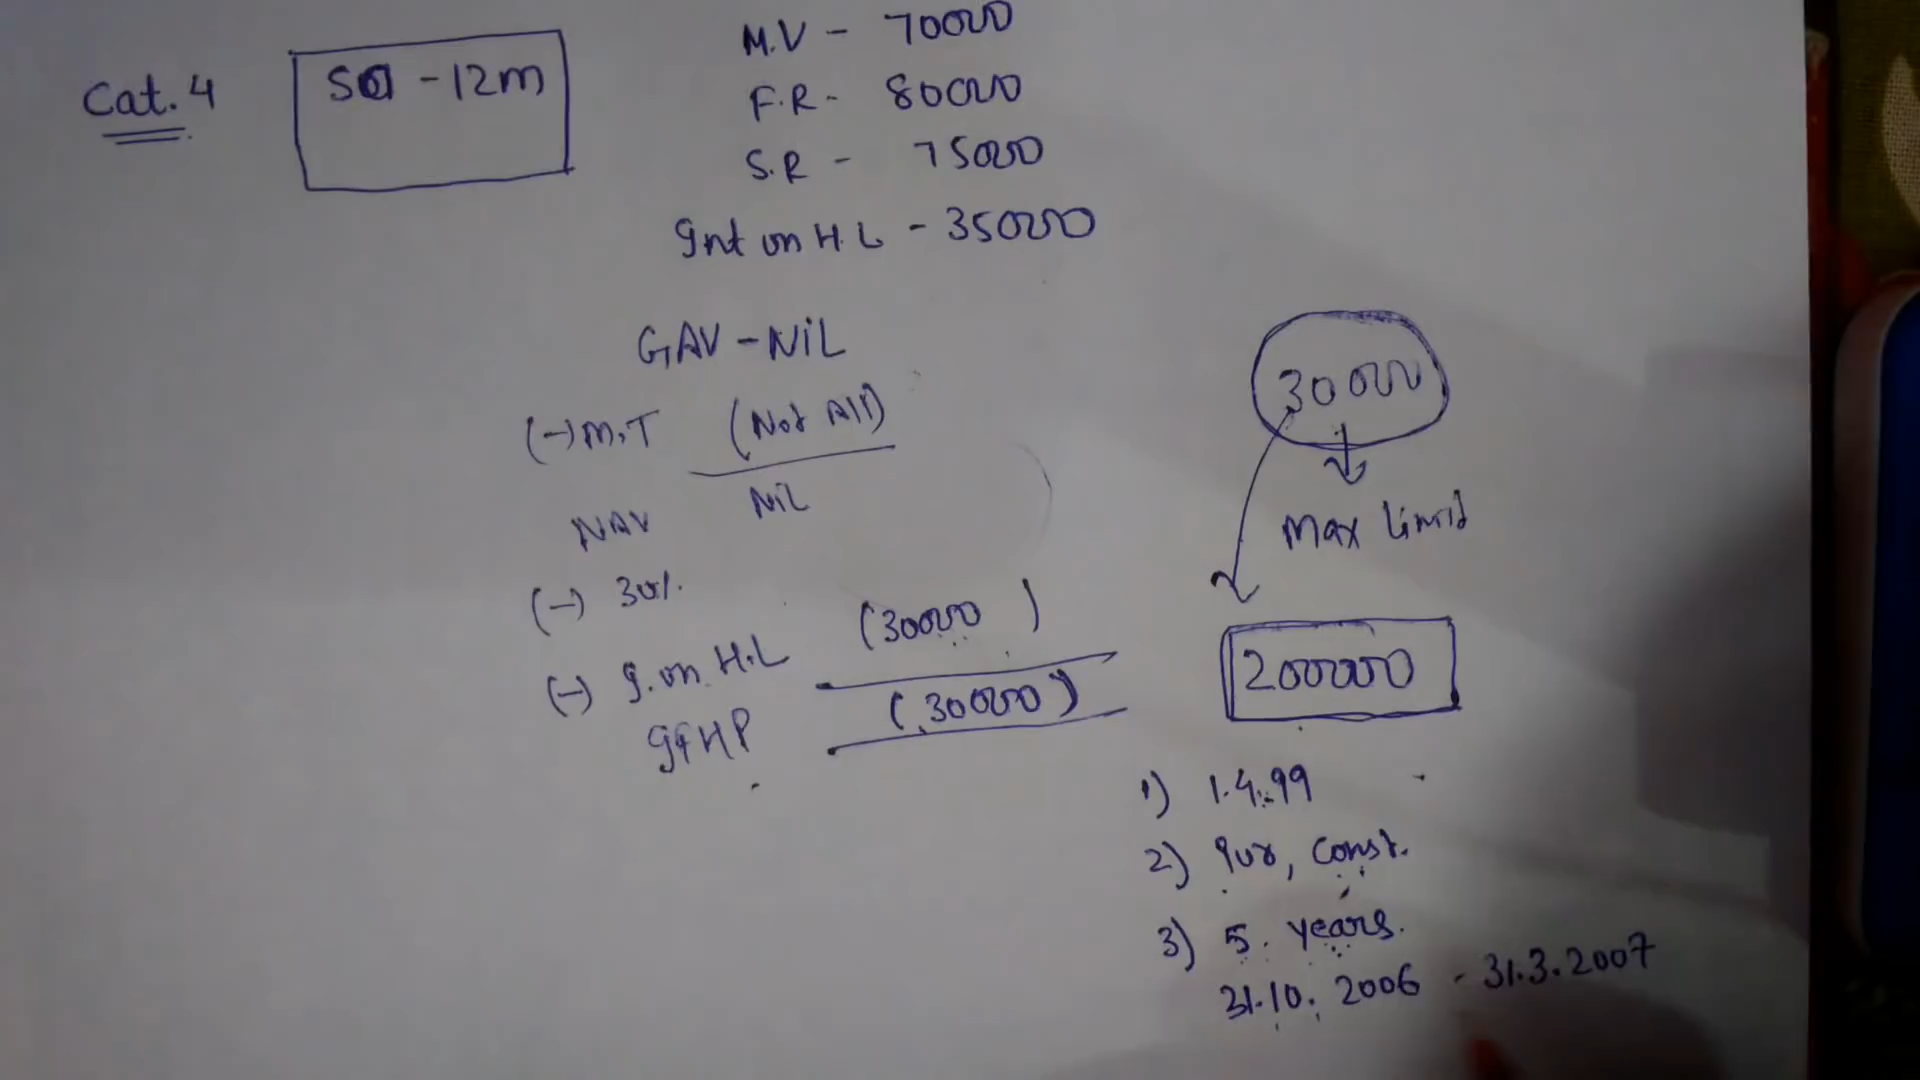 Cat. 4
SO -12m
M.V - 70000
F.R - 80000
S.R - 75000
Int on H.L - 35000
GAV - NiL
(-) M.T (Not All)
NAV NiL
(-) 30%.
(-) I. on H.L (30000)
IFHP (30000)
30000
Max limit
200000
1) 1.4.99
2) Pur, Const.
3) 5. years.
31.10.2006 - 31.3.2007